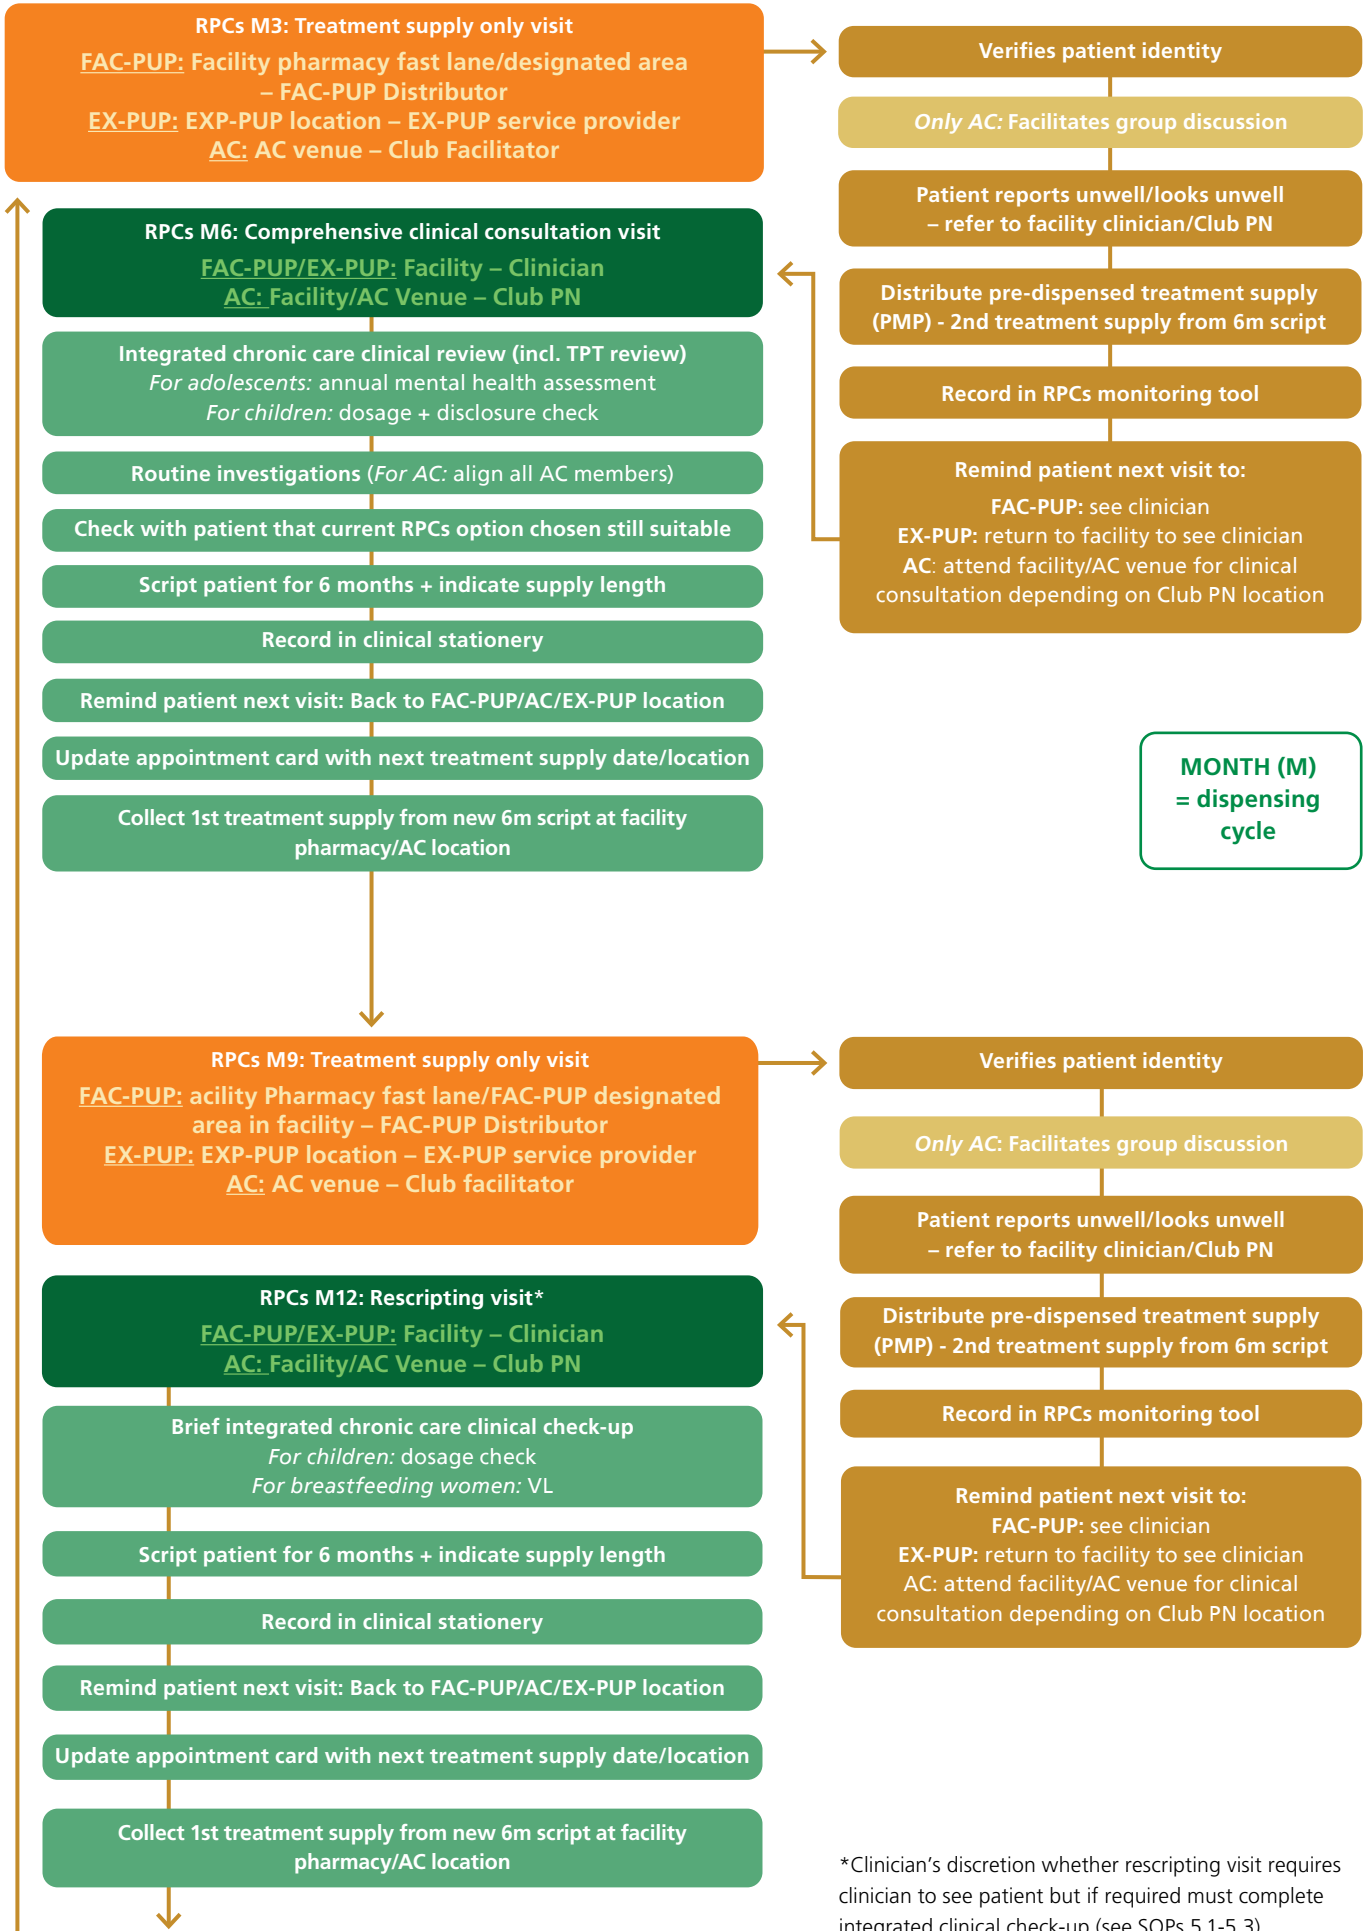 RPCs M3: Treatment supply only visit
FAC-PUP: Facility pharmacy fast lane/designated area
– FAC-PUP Distributor
EX-PUP: EXP-PUP location – EX-PUP service provider
AC: AC venue – Club Facilitator
Verifies patient identity
Only AC: Facilitates group discussion
Patient reports unwell/looks unwell
– refer to facility clinician/Club PN
Distribute pre-dispensed treatment supply
(PMP) - 2nd treatment supply from 6m script
Record in RPCs monitoring tool
Remind patient next visit to:
FAC-PUP: see clinician
EX-PUP: return to facility to see clinician
AC: attend facility/AC venue for clinical
consultation depending on Club PN location
RPCs M6: Comprehensive clinical consultation visit
FAC-PUP/EX-PUP: Facility – Clinician
AC: Facility/AC Venue – Club PN
Integrated chronic care clinical review (incl. TPT review)
For adolescents: annual mental health assessment
For children: dosage + disclosure check
Routine investigations (For AC: align all AC members)
Check with patient that current RPCs option chosen still suitable
Script patient for 6 months + indicate supply length
Record in clinical stationery
Remind patient next visit: Back to FAC-PUP/AC/EX-PUP location
Update appointment card with next treatment supply date/location
Collect 1st treatment supply from new 6m script at facility
pharmacy/AC location
MONTH (M)
= dispensing
cycle
RPCs M9: Treatment supply only visit
FAC-PUP: acility Pharmacy fast lane/FAC-PUP designated
area in facility – FAC-PUP Distributor
EX-PUP: EXP-PUP location – EX-PUP service provider
AC: AC venue – Club facilitator
Verifies patient identity
Only AC: Facilitates group discussion
Patient reports unwell/looks unwell
– refer to facility clinician/Club PN
Distribute pre-dispensed treatment supply
(PMP) - 2nd treatment supply from 6m script
Record in RPCs monitoring tool
Remind patient next visit to:
FAC-PUP: see clinician
EX-PUP: return to facility to see clinician
AC: attend facility/AC venue for clinical
consultation depending on Club PN location
RPCs M12: Rescripting visit*
FAC-PUP/EX-PUP: Facility – Clinician
AC: Facility/AC Venue – Club PN
Brief integrated chronic care clinical check-up
For children: dosage check
For breastfeeding women: VL
Script patient for 6 months + indicate supply length
Record in clinical stationery
Remind patient next visit: Back to FAC-PUP/AC/EX-PUP location
Update appointment card with next treatment supply date/location
Collect 1st treatment supply from new 6m script at facility
pharmacy/AC location
*Clinician's discretion whether rescripting visit requires
clinician to see patient but if required must complete
integrated clinical check-up (see SOPs 5.1-5.3)